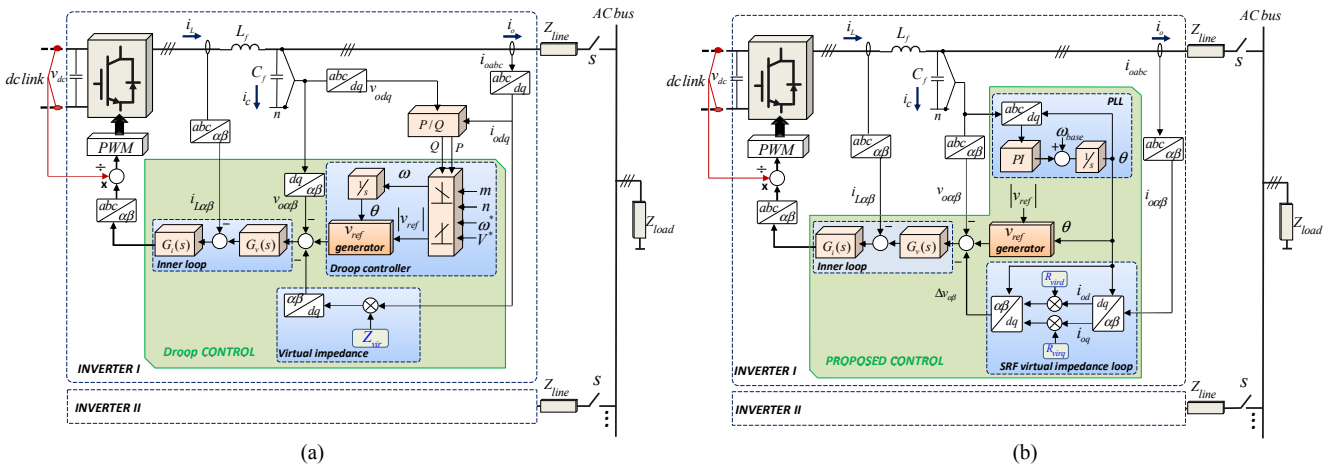 i_L
L_f
i_o
Z_line
AC bus
S
dc link
v_dc
C_f
i_c
n
abc
dq
v_odq
i_oabc
abc
dq
P/Q
i_odq
Q
P
abc
αβ
PWM
÷
x
abc
αβ
i_Lαβ
dq
αβ
v_oαβ
1/s
ω
θ
|v_ref|
m
n
ω*
V*
G_i(s)
G_v(s)
v_ref
generator
Inner loop
Droop controller
αβ
dq
Z_vir
Virtual impedance
Droop CONTROL
INVERTER I
Z_load
INVERTER II
Z_line
S
(a)
i_L
L_f
i_o
Z_line
AC bus
S
dc link
v_dc
C_f
i_c
n
i_oabc
PLL
abc
dq
ω_base
PI
+
1/s
θ
abc
αβ
abc
αβ
abc
αβ
PWM
÷
x
abc
αβ
i_Lαβ
v_oαβ
i_oαβ
|v_ref|
G_i(s)
G_v(s)
v_ref
generator
θ
Inner loop
Δv_αβ
R_vird
αβ
dq
i_od
i_oq
dq
αβ
R_virq
SRF virtual impedance loop
PROPOSED CONTROL
INVERTER I
Z_load
INVERTER II
Z_line
S
(b)